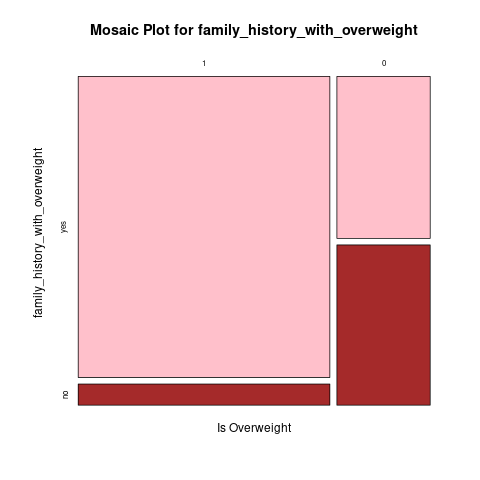 Mosaic Plot for family_history_with_overweight
1
0
family_history_with_overweight
yes
no
Is Overweight